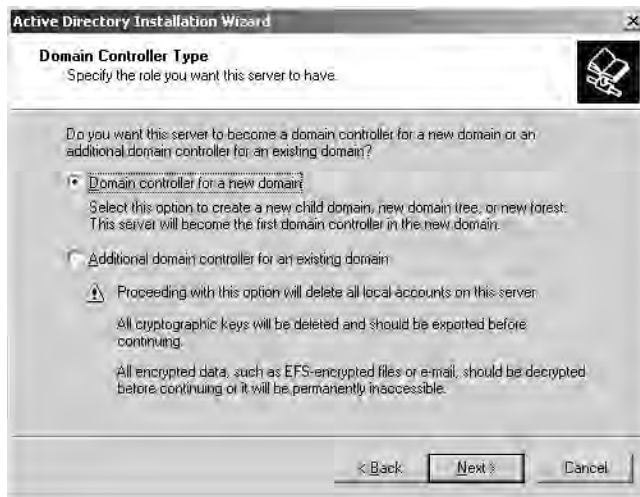 Active Directory Installation Wizard
Domain Controller Type
Specify the role you want this server to have.
Do you want this server to become a domain controller for a new domain or an
additional domain controller for an existing domain?
Domain controller for a new domain
Select this option to create a new child domain, new domain tree, or new forest.
This server will become the first domain controller in the new domain.
Additional domain controller for an existing domain
Proceeding with this option will delete all local accounts on this server
All cryptographic keys will be deleted and should be exported before
continuing.
All encrypted data, such as EFS-encrypted files or e-mail, should be decrypted
before continuing or it will be permanently inaccessible.
< Back Next > Cancel